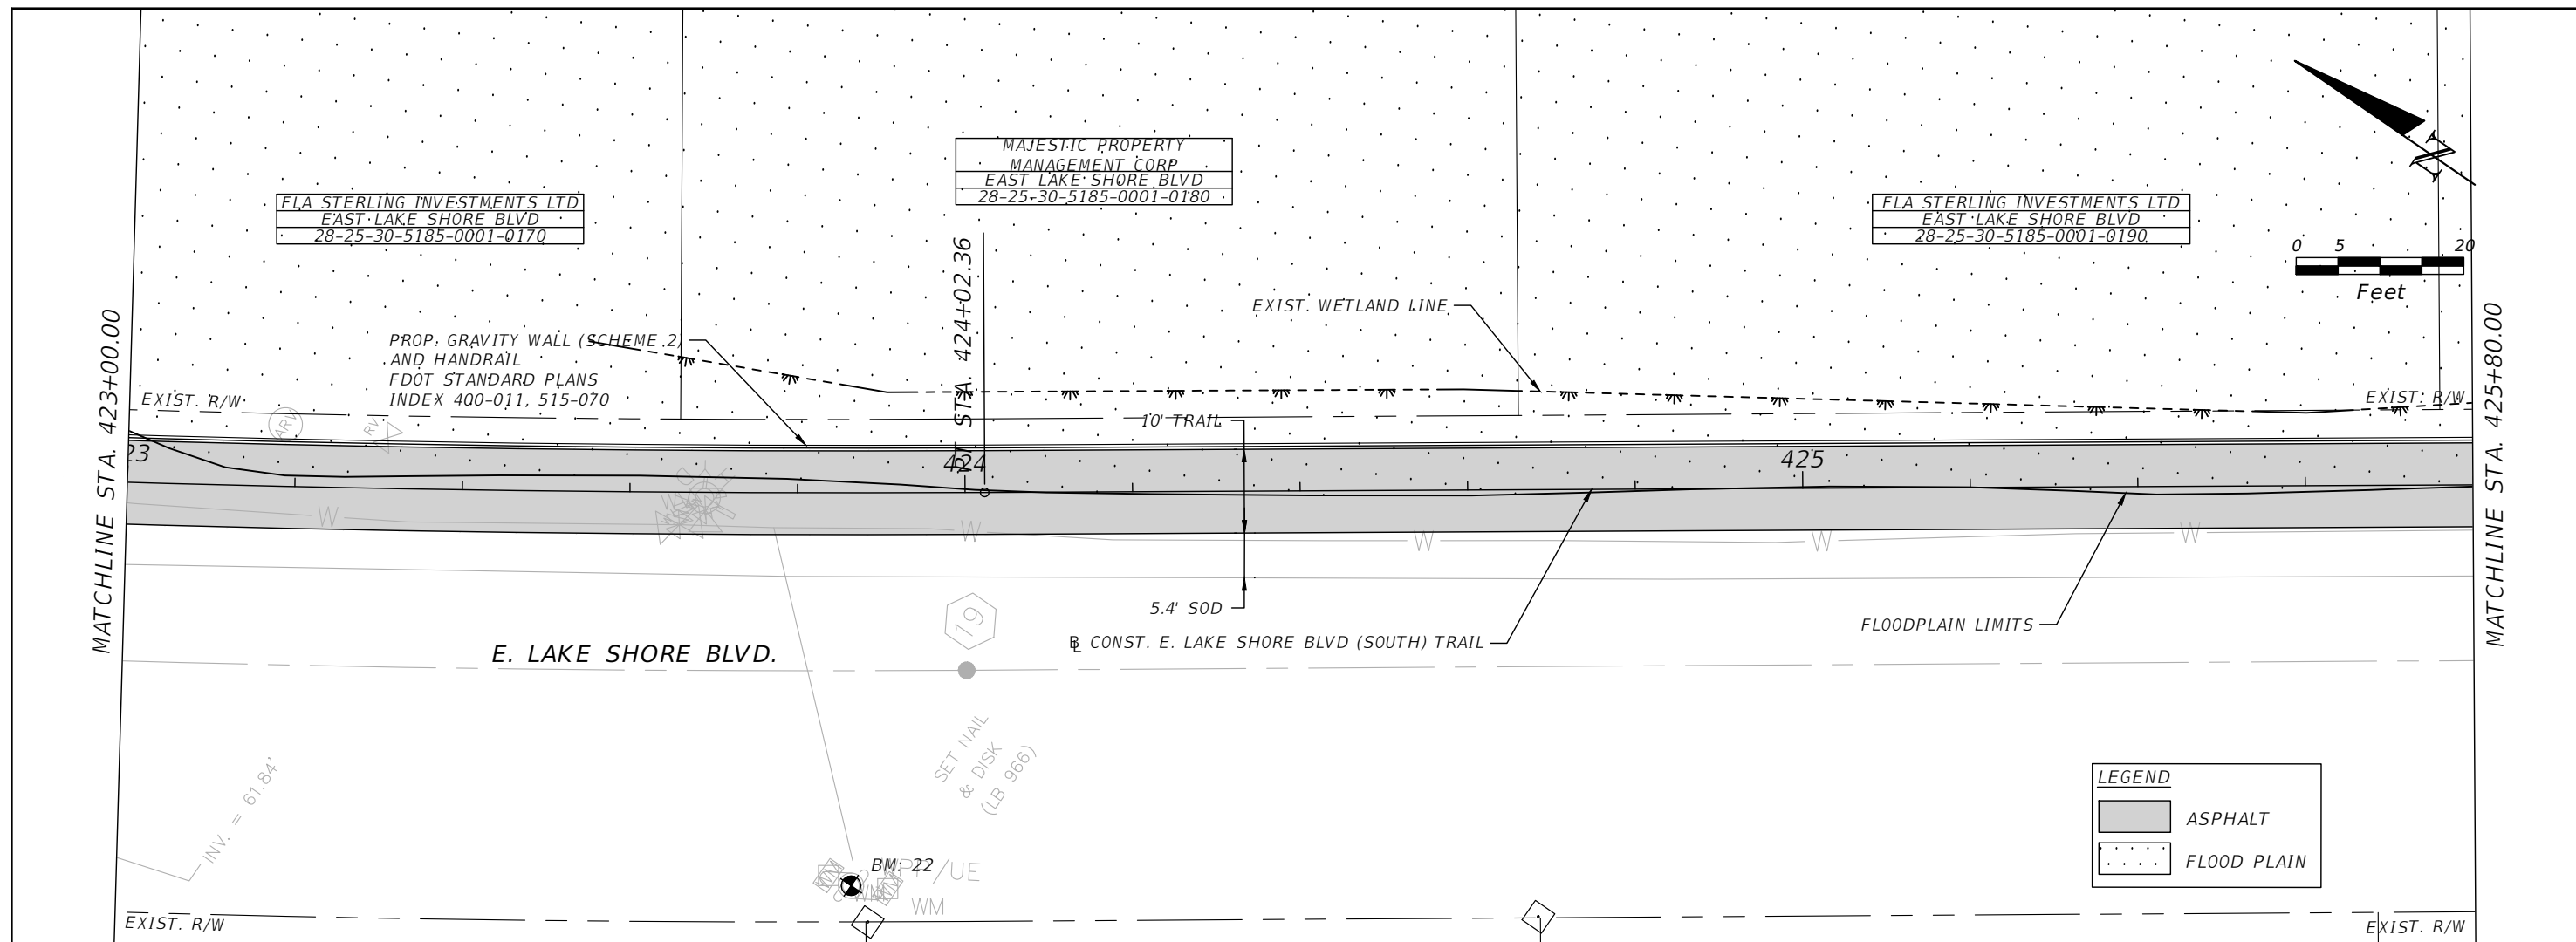 MAJESTIC PROPERTY
MANAGEMENT CORP
EAST LAKE SHORE BLVD
28-25-30-5185-0001-0180
FLA STERLING INVESTMENTS LTD
EAST LAKE SHORE BLVD
28-25-30-5185-0001-0170
FLA STERLING INVESTMENTS LTD
EAST LAKE SHORE BLVD
28-25-30-5185-0001-0190
N
0 5 20
Feet
MATCHLINE STA. 423+00.00
STA. 424+02.36
MATCHLINE STA. 425+80.00
EXIST. WETLAND LINE
PROP. GRAVITY WALL (SCHEME 2)
AND HANDRAIL
FDOT STANDARD PLANS
INDEX 400-011, 515-070
EXIST. R/W
EXIST. R/W
ARV
RV
10' TRAIL
23
424
425
W
W
W
W
W
5.4' SOD
19
CONST. E. LAKE SHORE BLVD (SOUTH) TRAIL
FLOODPLAIN LIMITS
E. LAKE SHORE BLVD.
SET NAIL
& DISK
(LB 966)
INV. = 61.84'
LEGEND
ASPHALT
FLOOD PLAIN
BM: 22
/UE
WM
EXIST. R/W
EXIST. R/W